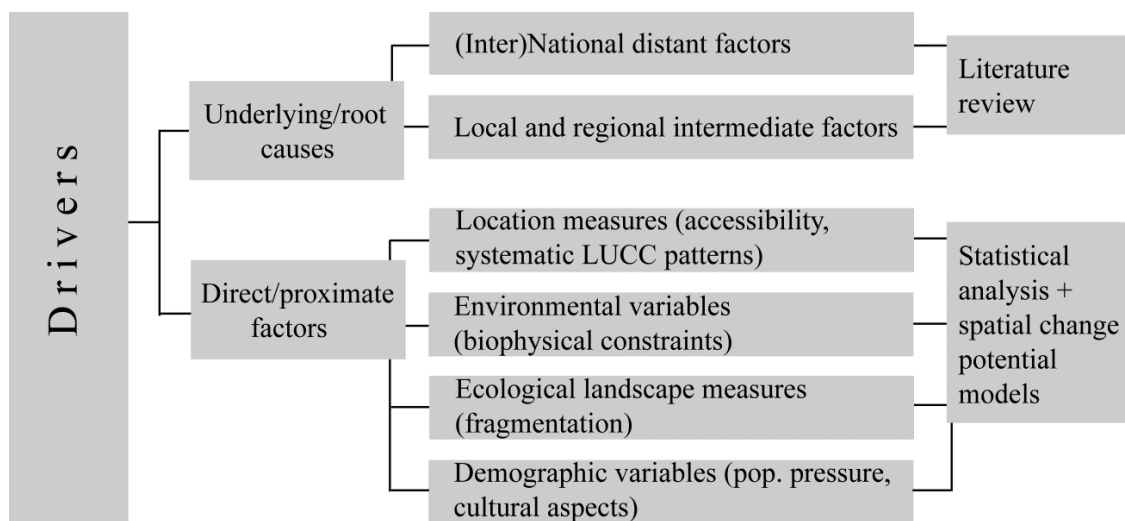 Drivers
Underlying/root
causes
(Inter)National distant factors
Local and regional intermediate factors
Literature
review
Direct/proximate
factors
Location measures (accessibility,
systematic LUCC patterns)
Environmental variables
(biophysical constraints)
Ecological landscape measures
(fragmentation)
Demographic variables (pop. pressure,
cultural aspects)
Statistical
analysis +
spatial change
potential
models